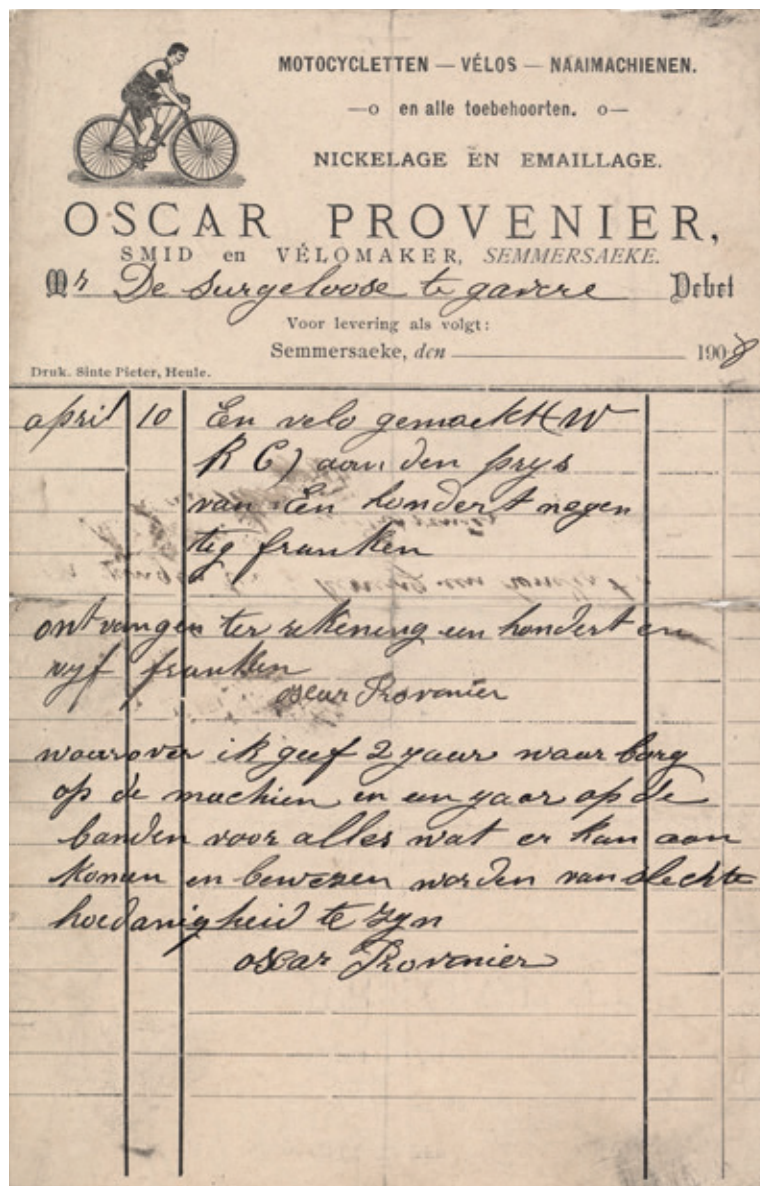 MOTOCYCLETTEN — VÉLOS — NAAIMACHIENEN.
—o en alle toebehoorten. o—
NICKELAGE EN EMAILLAGE.
OSCAR PROVENIER,
SMID en VÉLOMAKER, SEMMERSAEKE.
Mr De Surgeloose te gavere Debet
Voor levering als volgt:
Semmersaeke, den 1908
Druk. Sinte Pieter, Heule.
april 10 En velo gemaekt (W
R C) aan den prys
van En hondert negen
tig franken
ontvangen ter rekening een hondert en
vyf franken
oscar Provenier
waarover ik geef 2 yaar waarborg
op de machien en een yaar op de
banden voor alles wat er kan aan
komen en bewezen worden van slechte
hoedanigheid te zyn
oscar Provenier